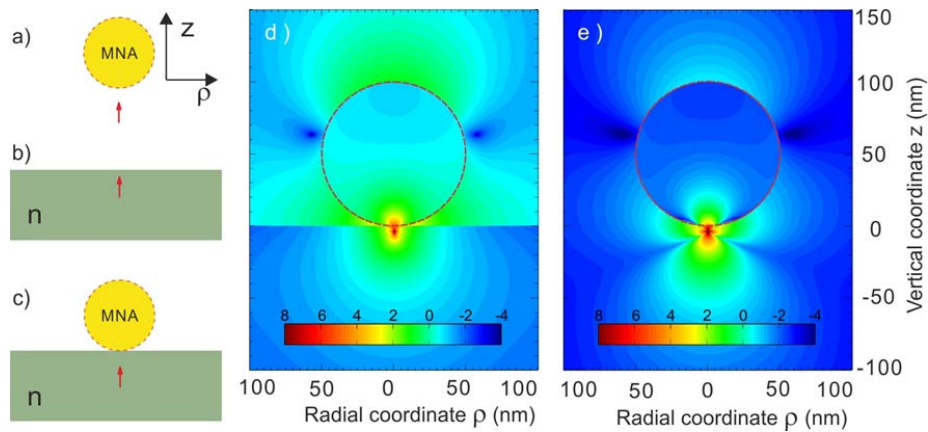 a)
MNA
z
ρ
b)
n
c)
MNA
n
d )
8 6 4 2 0 -2 -4
100 50 0 50 100
Radial coordinate ρ (nm)
e )
8 6 4 2 0 -2 -4
100 50 0 50 100
Radial coordinate ρ (nm)
150
100
50
0
-50
-100
Vertical coordinate z (nm)